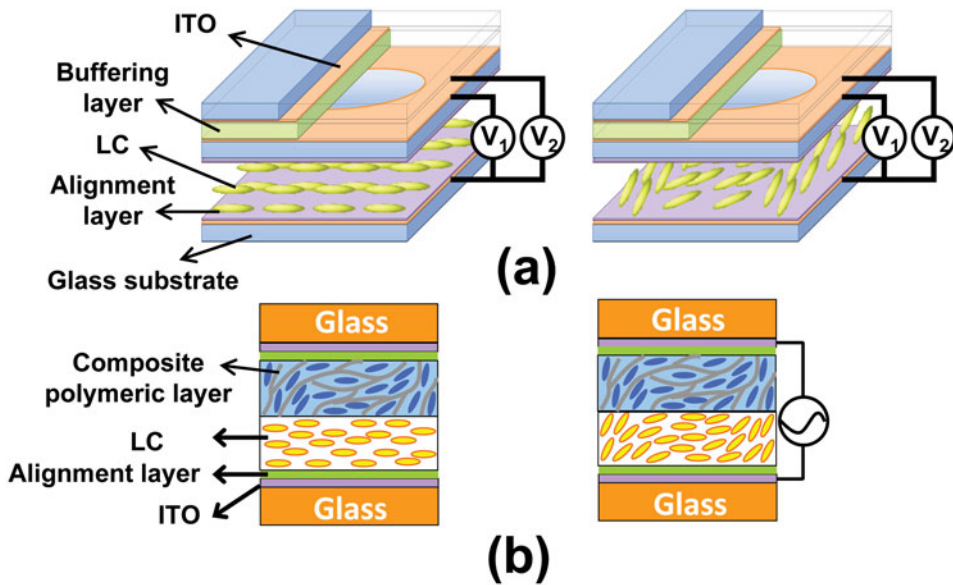 ITO
Buffering
layer
LC
Alignment
layer
Glass substrate
V1
V2
V1
V2
(a)
Glass
Glass
Composite
polymeric layer
LC
Alignment layer
ITO
Glass
Glass
(b)